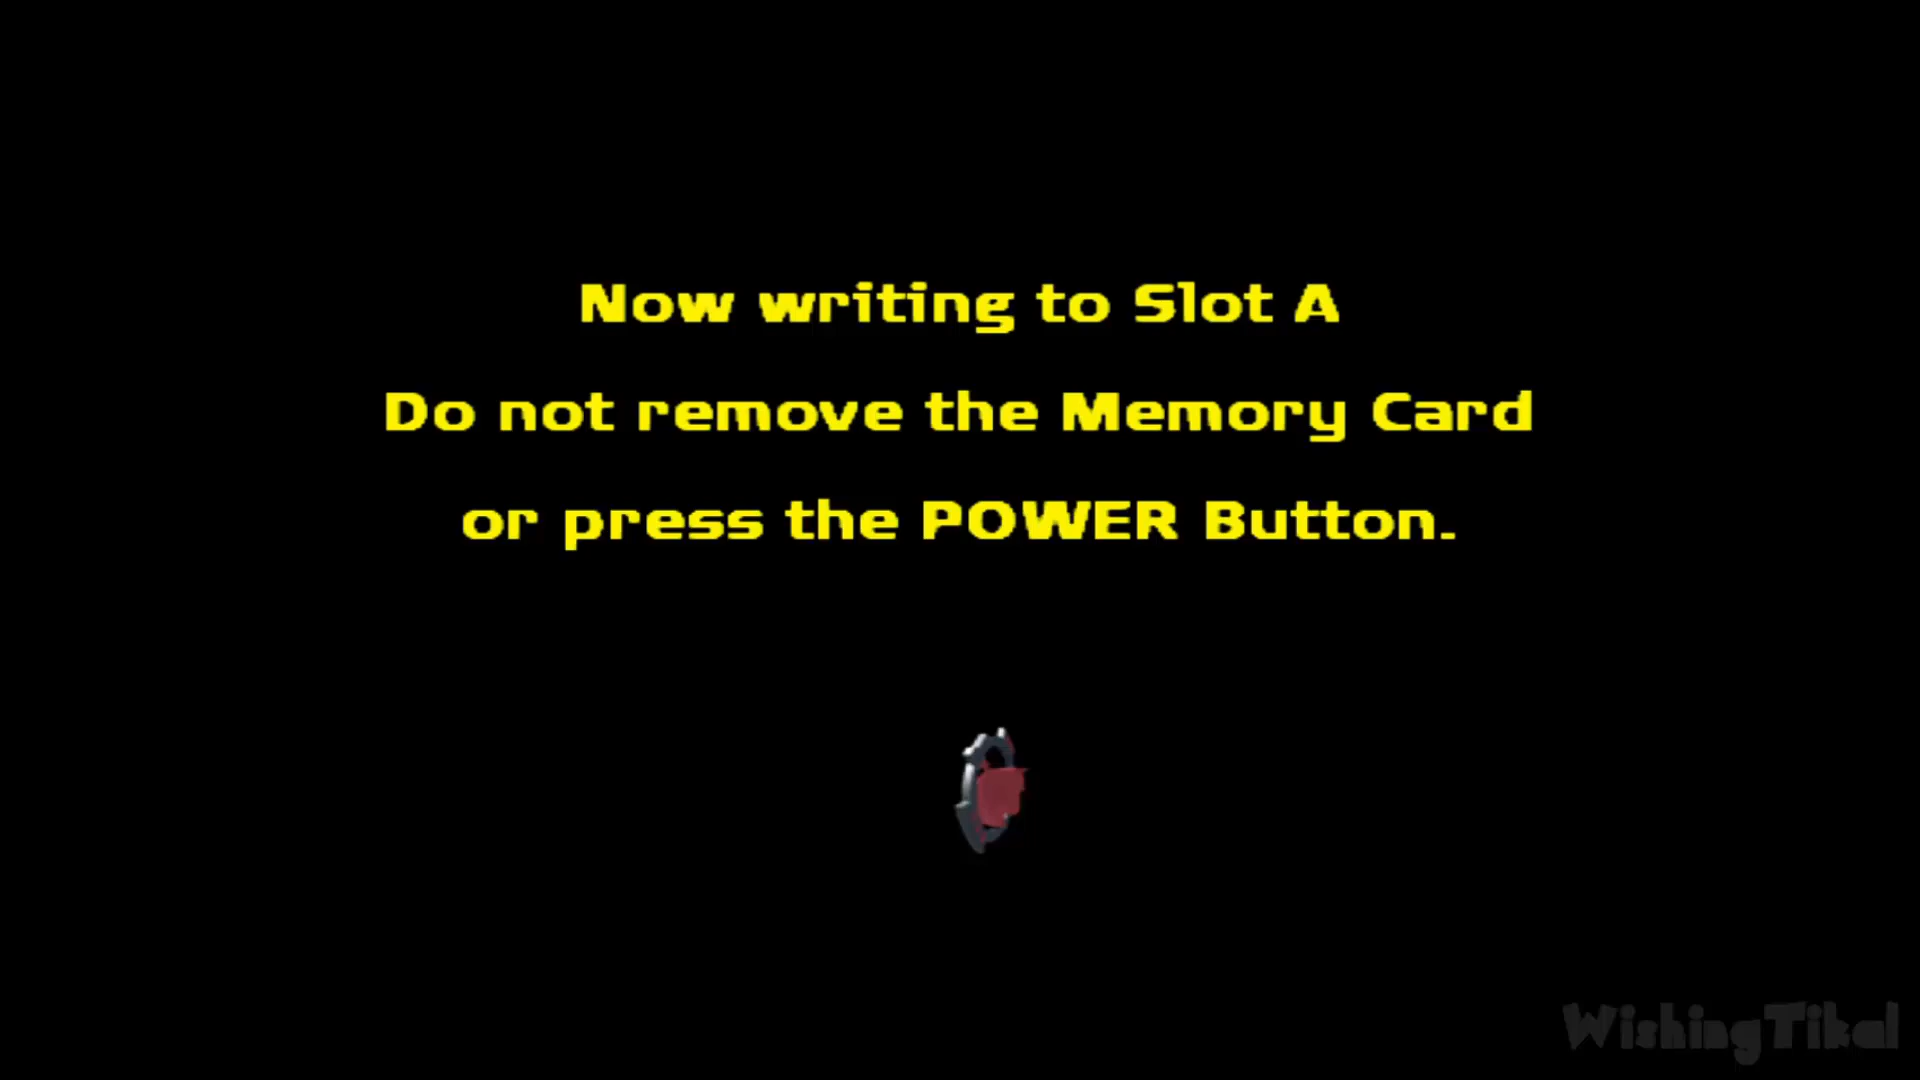 Now writing to Slot A
Do not remove the Memory Card
or press the POWER Button.
WishingTikal